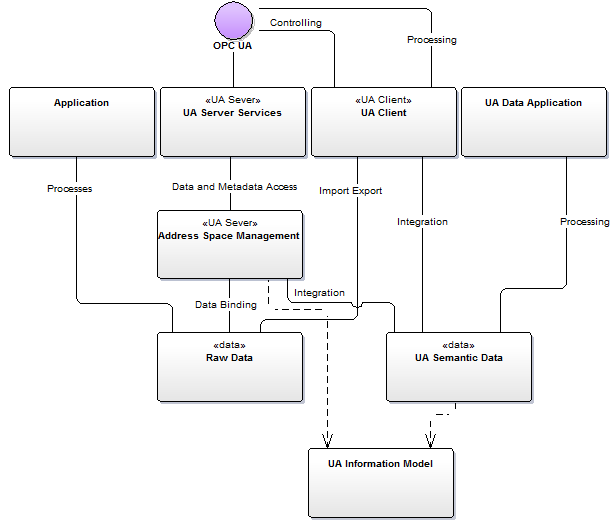 Controlling
Processing
OPC UA
Application
«UA Sever»
UA Server Services
«UA Client»
UA Client
UA Data Application
Processes
Data and Metadata Access
Import Export
Integration
Processing
«UA Sever»
Address Space Management
Data Binding
Integration
«data»
Raw Data
«data»
UA Semantic Data
UA Information Model